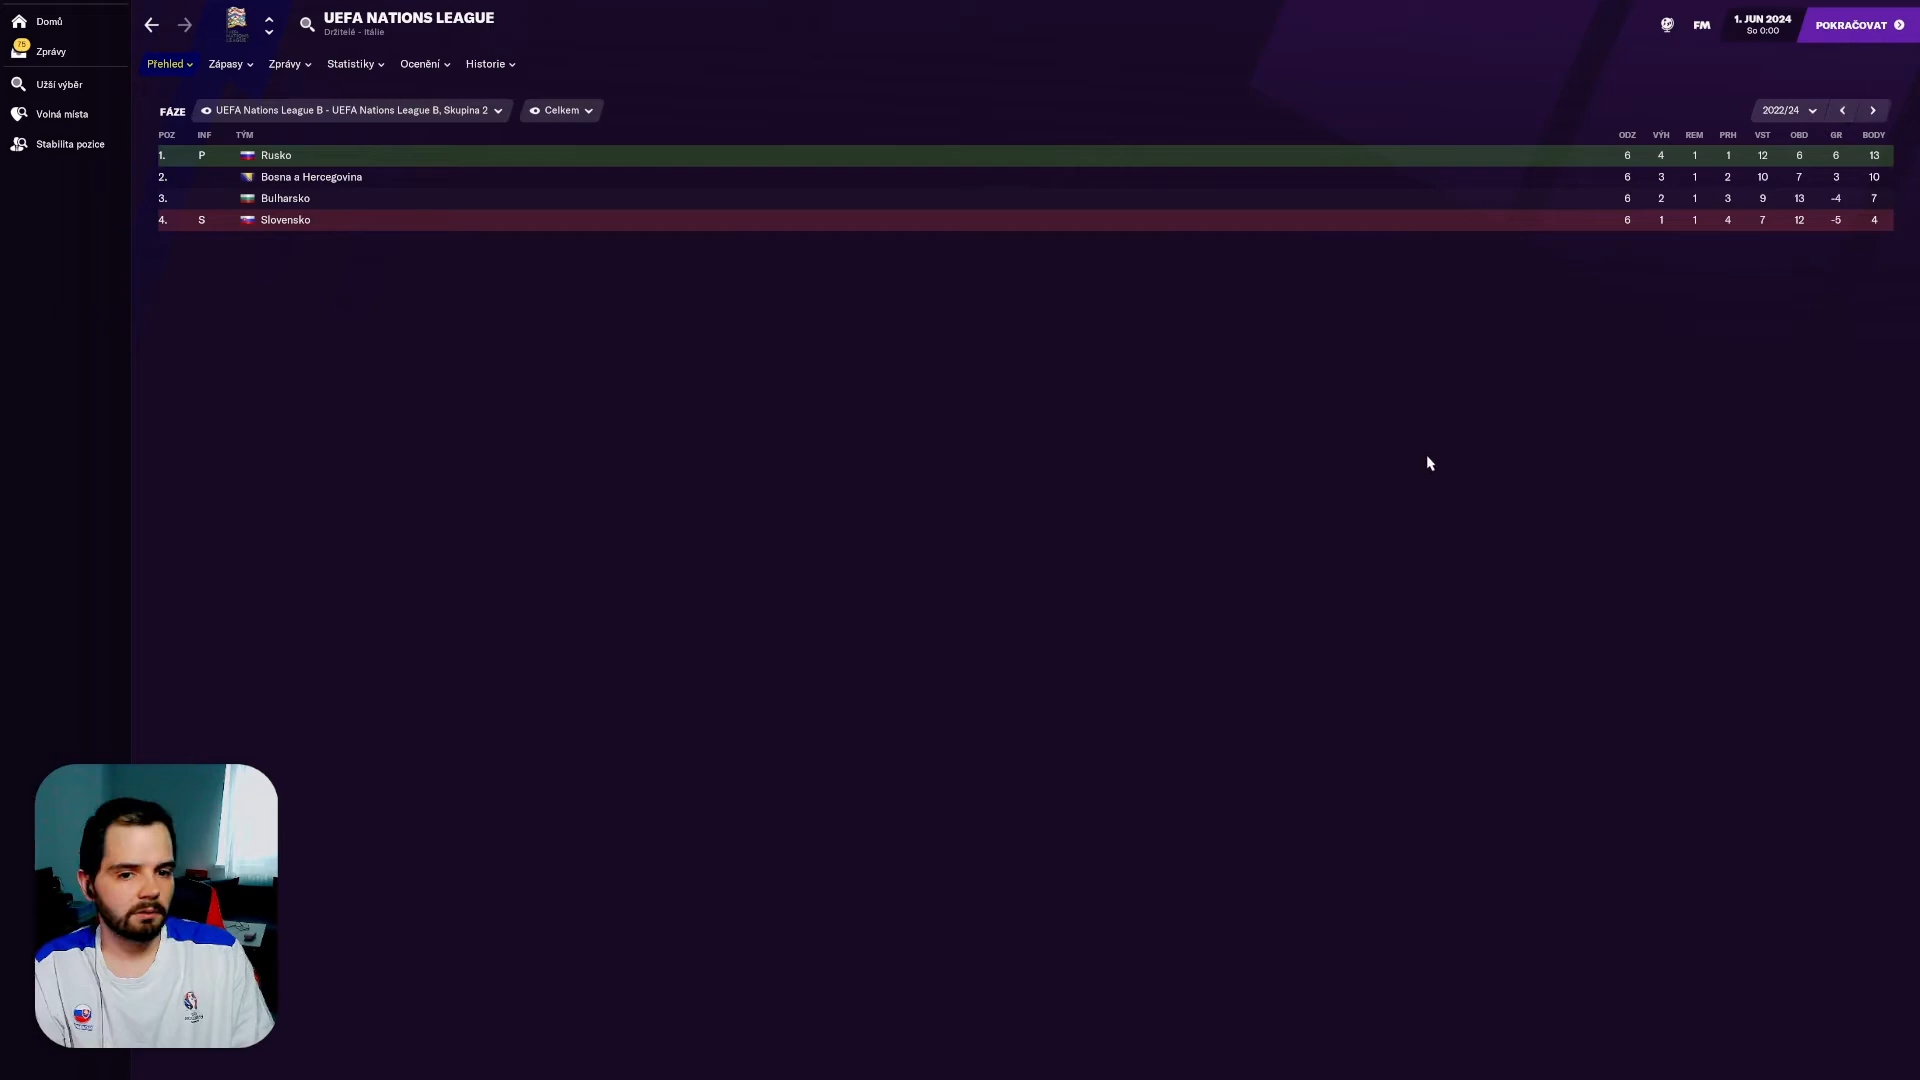 Domů
75
Zprávy
Užší výběr
Volná místa
Stabilita pozice
UEFA NATIONS LEAGUE
Držitelé - Itálie
FM
1. JUN 2024
So 0:00
POKRAČOVAT
Přehled
Zápasy
Zprávy
Statistiky
Ocenění
Historie
FÁZE
UEFA Nations League B - UEFA Nations League B, Skupina 2
Celkem
2022/24
POZ INF TÝM ODZ VÝH REM PRH VST OBD GR BODY
1. P Rusko 6 4 1 1 12 6 6 13
2. Bosna a Hercegovina 6 3 1 2 10 7 3 10
3. Bulharsko 6 2 1 3 9 13 -4 7
4. S Slovensko 6 1 1 4 7 12 -5 4